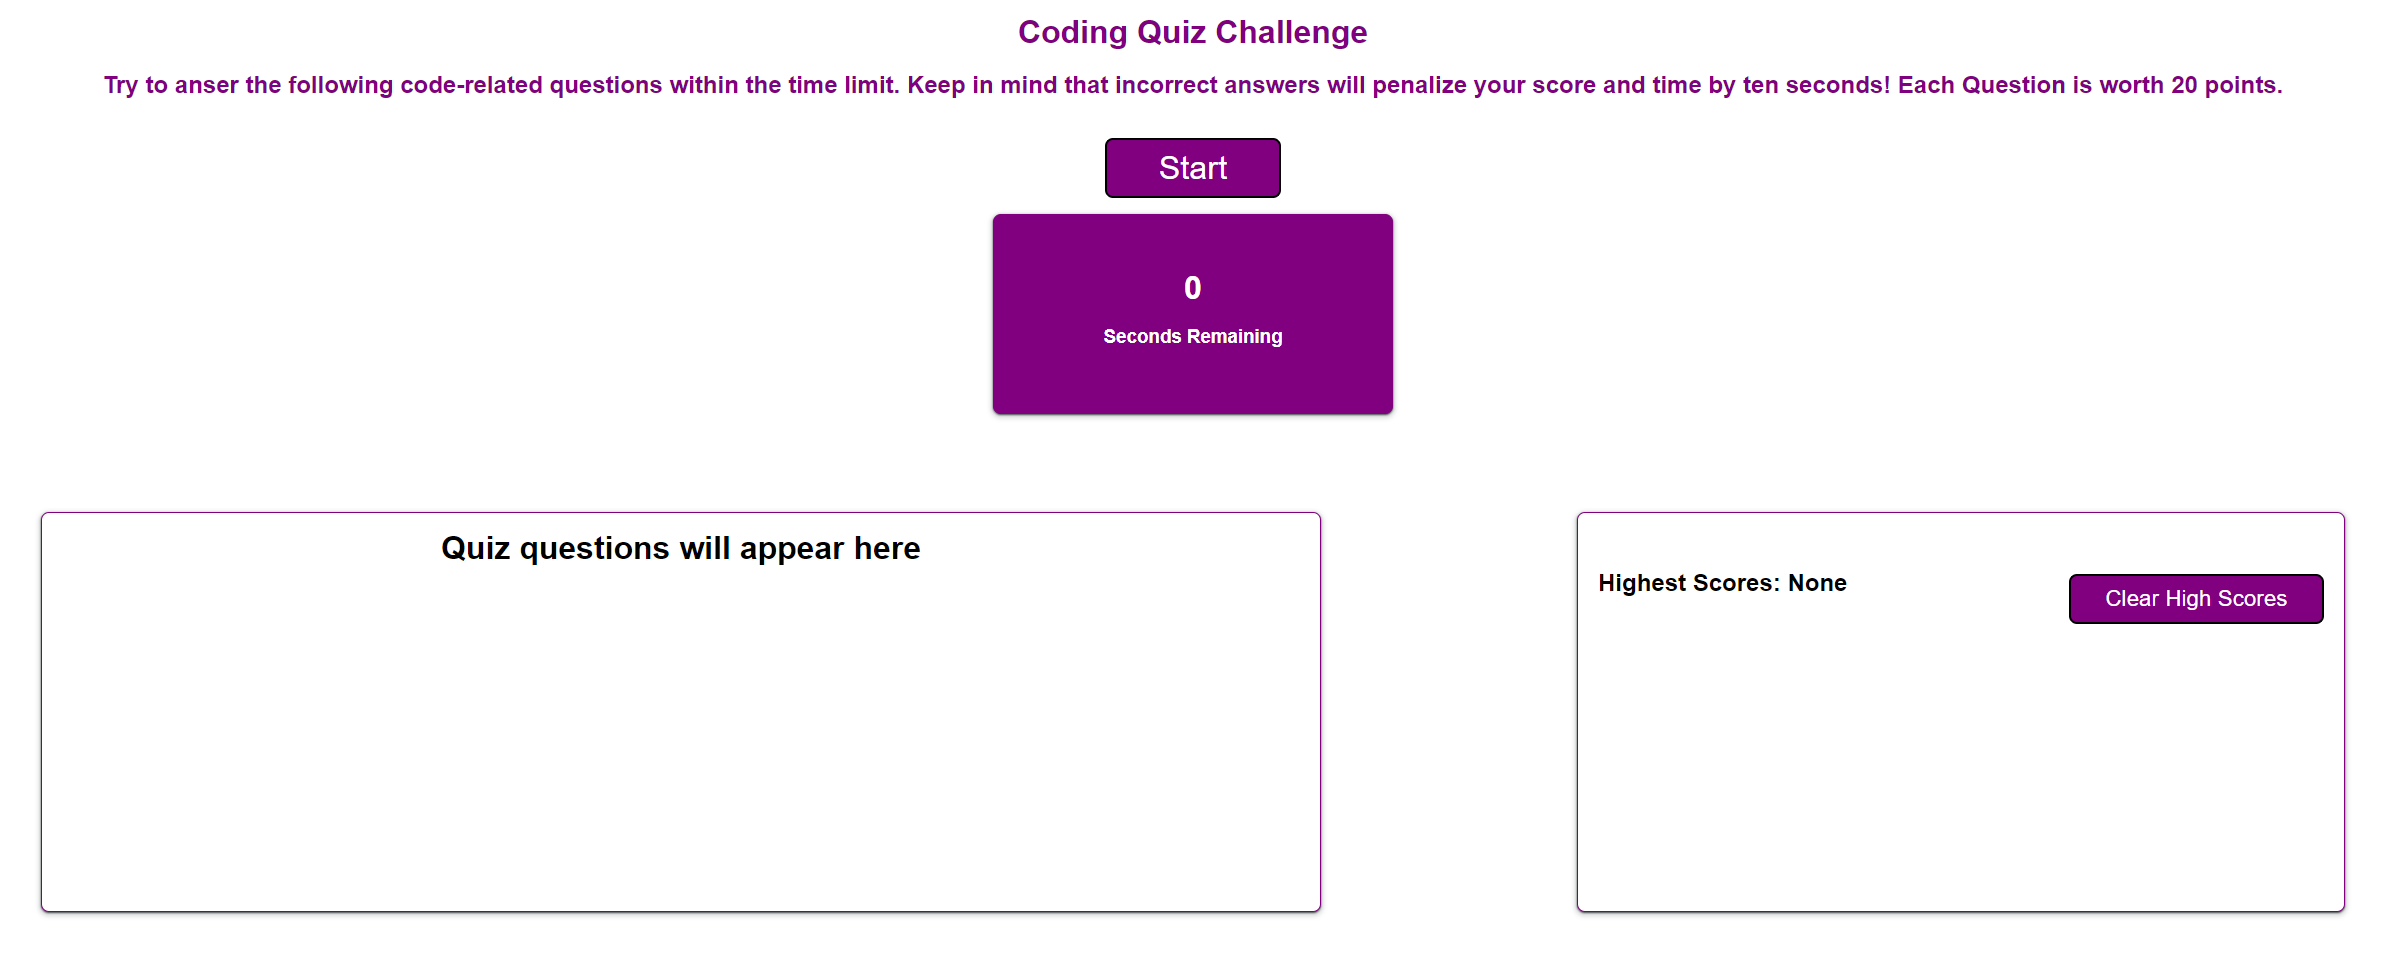 Coding Quiz Challenge
Try to anser the following code-related questions within the time limit. Keep in mind that incorrect answers will penalize your score and time by ten seconds! Each Question is worth 20 points.
Start
0
Seconds Remaining
Quiz questions will appear here
Highest Scores: None
Clear High Scores